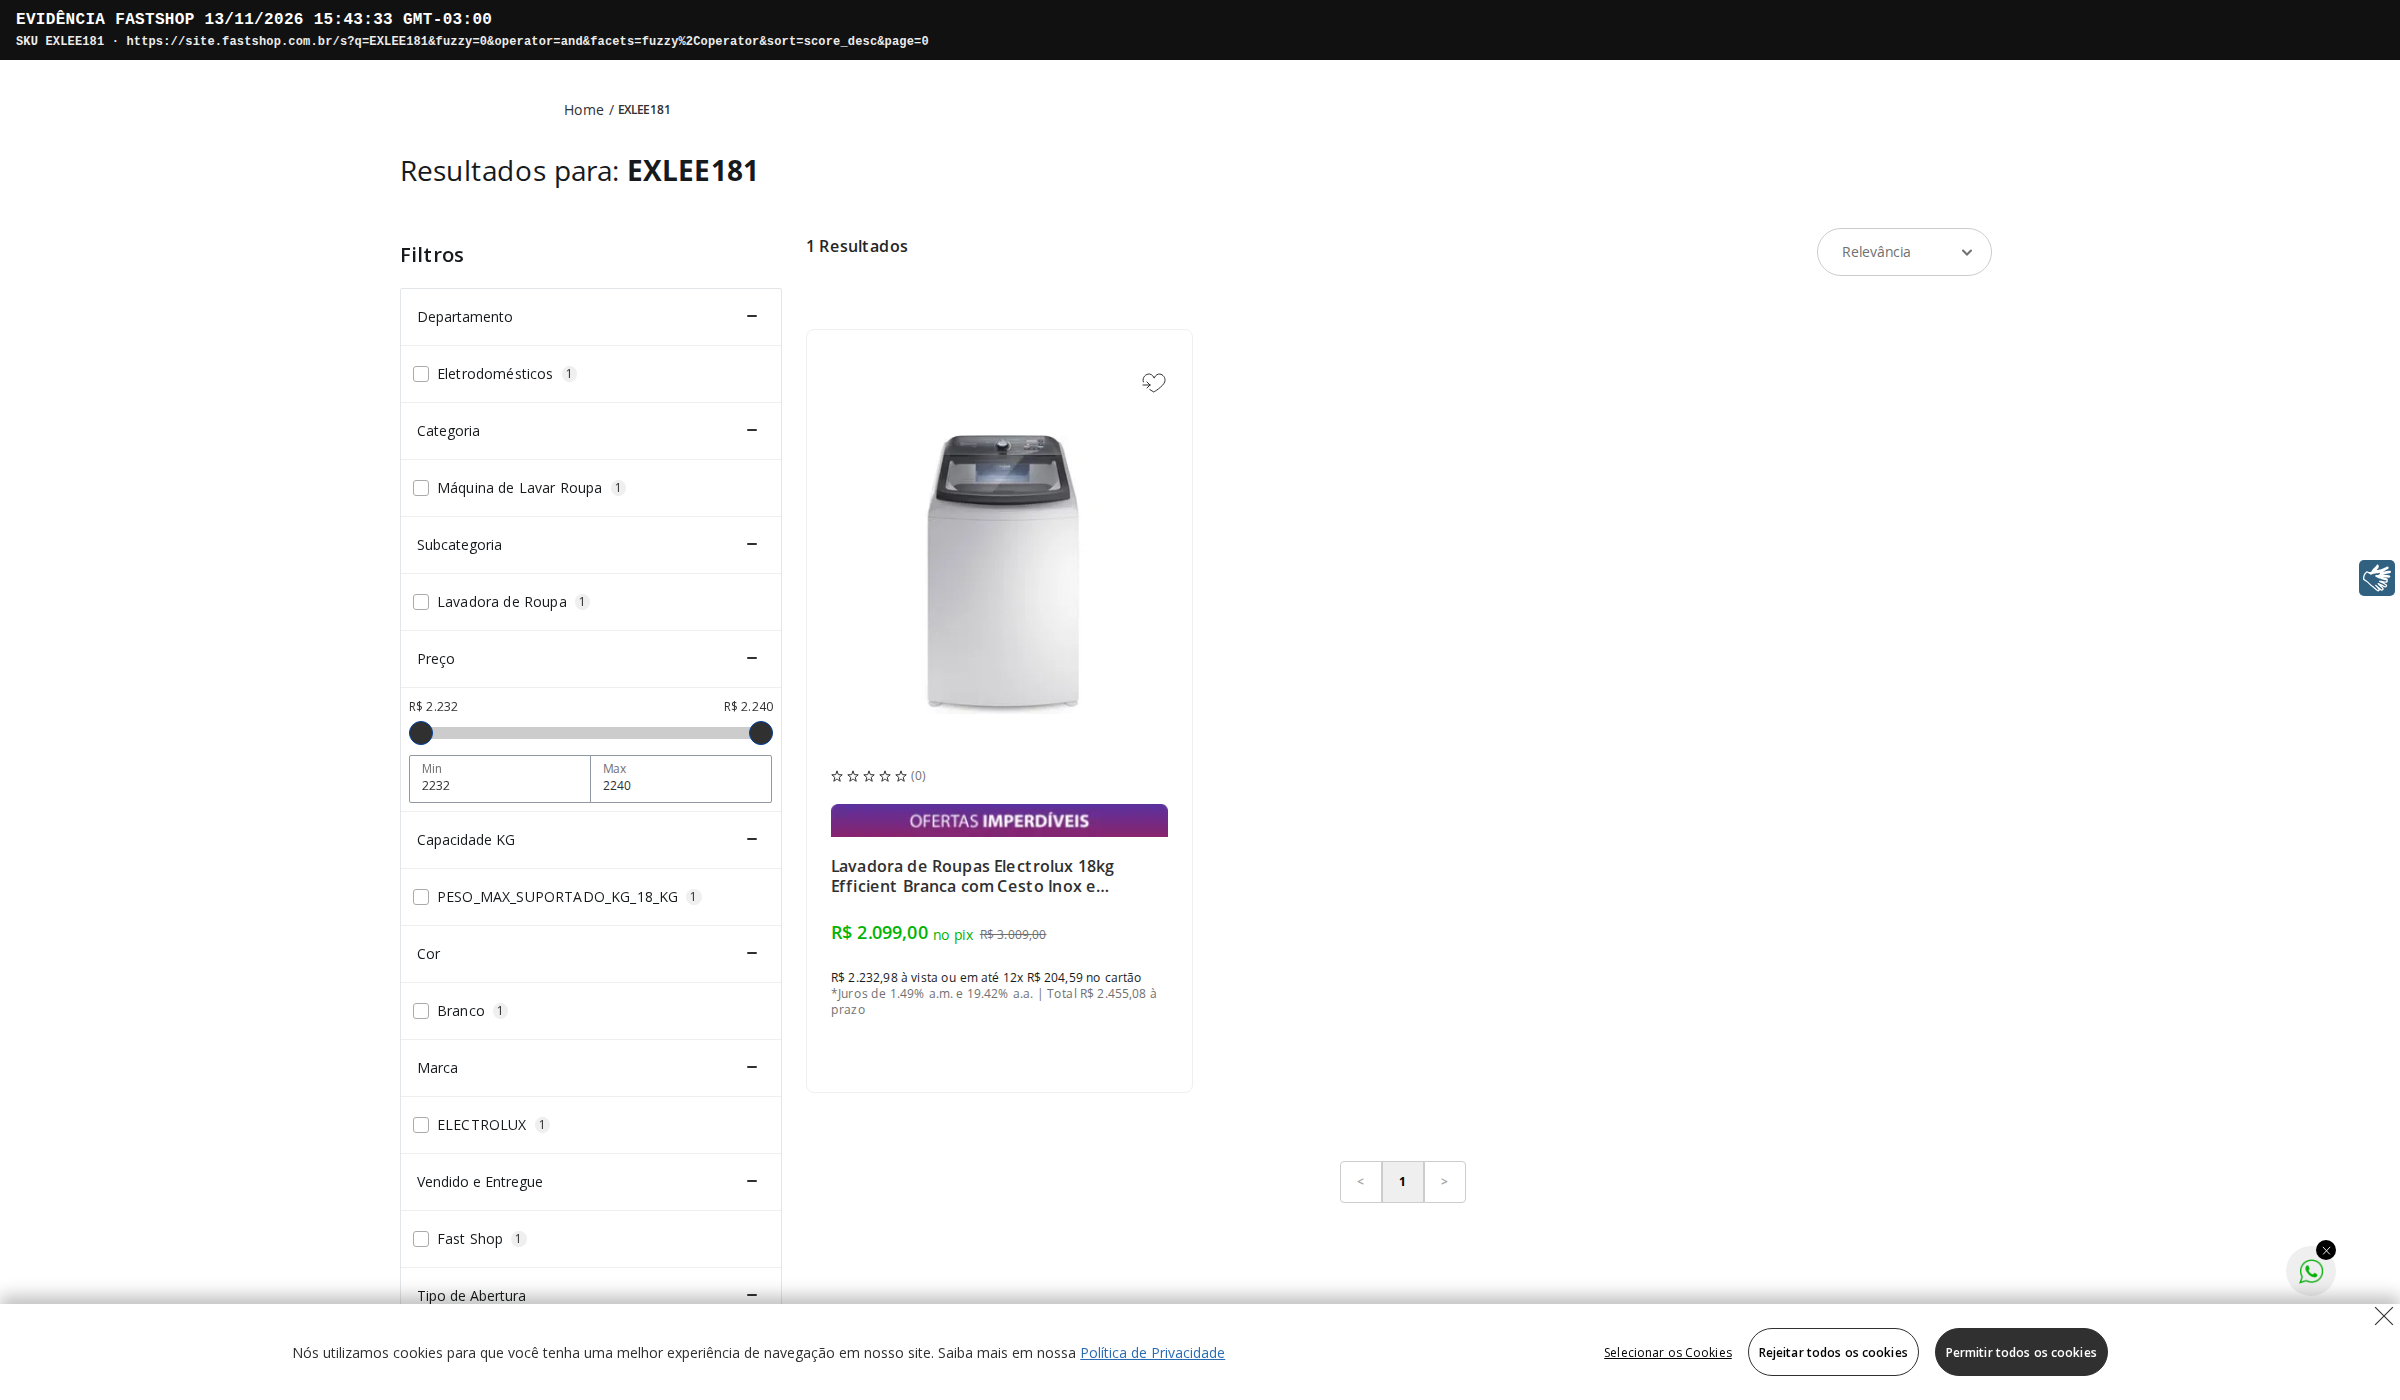 EVIDÊNCIA FASTSHOP 13/11/2026 15:43:33 GMT-03:00
SKU EXLEE181 · https://site.fastshop.com.br/s?q=EXLEE181&fuzzy=0&operator=and&facets=fuzzy%2Coperator&sort=score_desc&page=0
Home / EXLEE181
Resultados para: EXLEE181
Filtros
1 Resultados
Relevância
Departamento
Eletrodomésticos 1
Categoria
Máquina de Lavar Roupa 1
Subcategoria
Lavadora de Roupa 1
Preço
R$ 2.232 R$ 2.240
Min Max
2232 2240
Capacidade KG
PESO_MAX_SUPORTADO_KG_18_KG 1
Cor
Branco 1
Marca
ELECTROLUX 1
Vendido e Entregue
Fast Shop 1
Tipo de Abertura
(0)
OFERTAS IMPERDÍVEIS
Lavadora de Roupas Electrolux 18kg
Efficient Branca com Cesto Inox e...
R$ 2.099,00 no pix R$ 3.009,00
R$ 2.232,98 à vista ou em até 12x R$ 204,59 no cartão
*Juros de 1.49% a.m. e 19.42% a.a. | Total R$ 2.455,08 à
prazo
< 1 >
Nós utilizamos cookies para que você tenha uma melhor experiência de navegação em nosso site. Saiba mais em nossa Política de Privacidade
Selecionar os Cookies
Rejeitar todos os cookies
Permitir todos os cookies